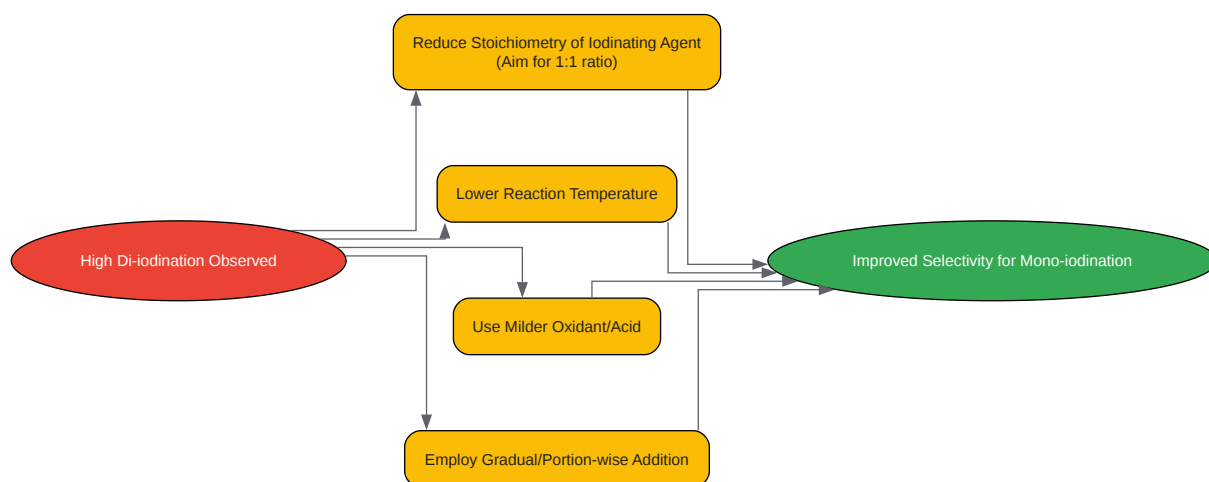 Reduce Stoichiometry of Iodinating Agent
(Aim for 1:1 ratio)
Lower Reaction Temperature
High Di-iodination Observed
Improved Selectivity for Mono-iodination
Use Milder Oxidant/Acid
Employ Gradual/Portion-wise Addition